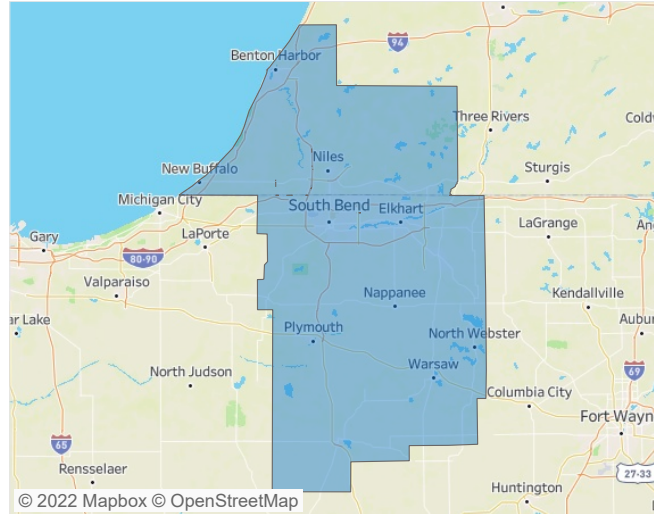 94
Benton Harbor
Three Rivers
Coldw
Niles
New Buffalo
Sturgis
Michigan City
South Bend
Elkhart
Gary
LaPorte
LaGrange
An
80-90
Valparaiso
Nappanee
Kendallville
ar Lake
Plymouth
North Webster
Aubur
North Judson
Warsaw
69
Columbia City
65
Fort Wayn
Rensselaer
27-33
Huntington
© 2022 Mapbox © OpenStreetMap